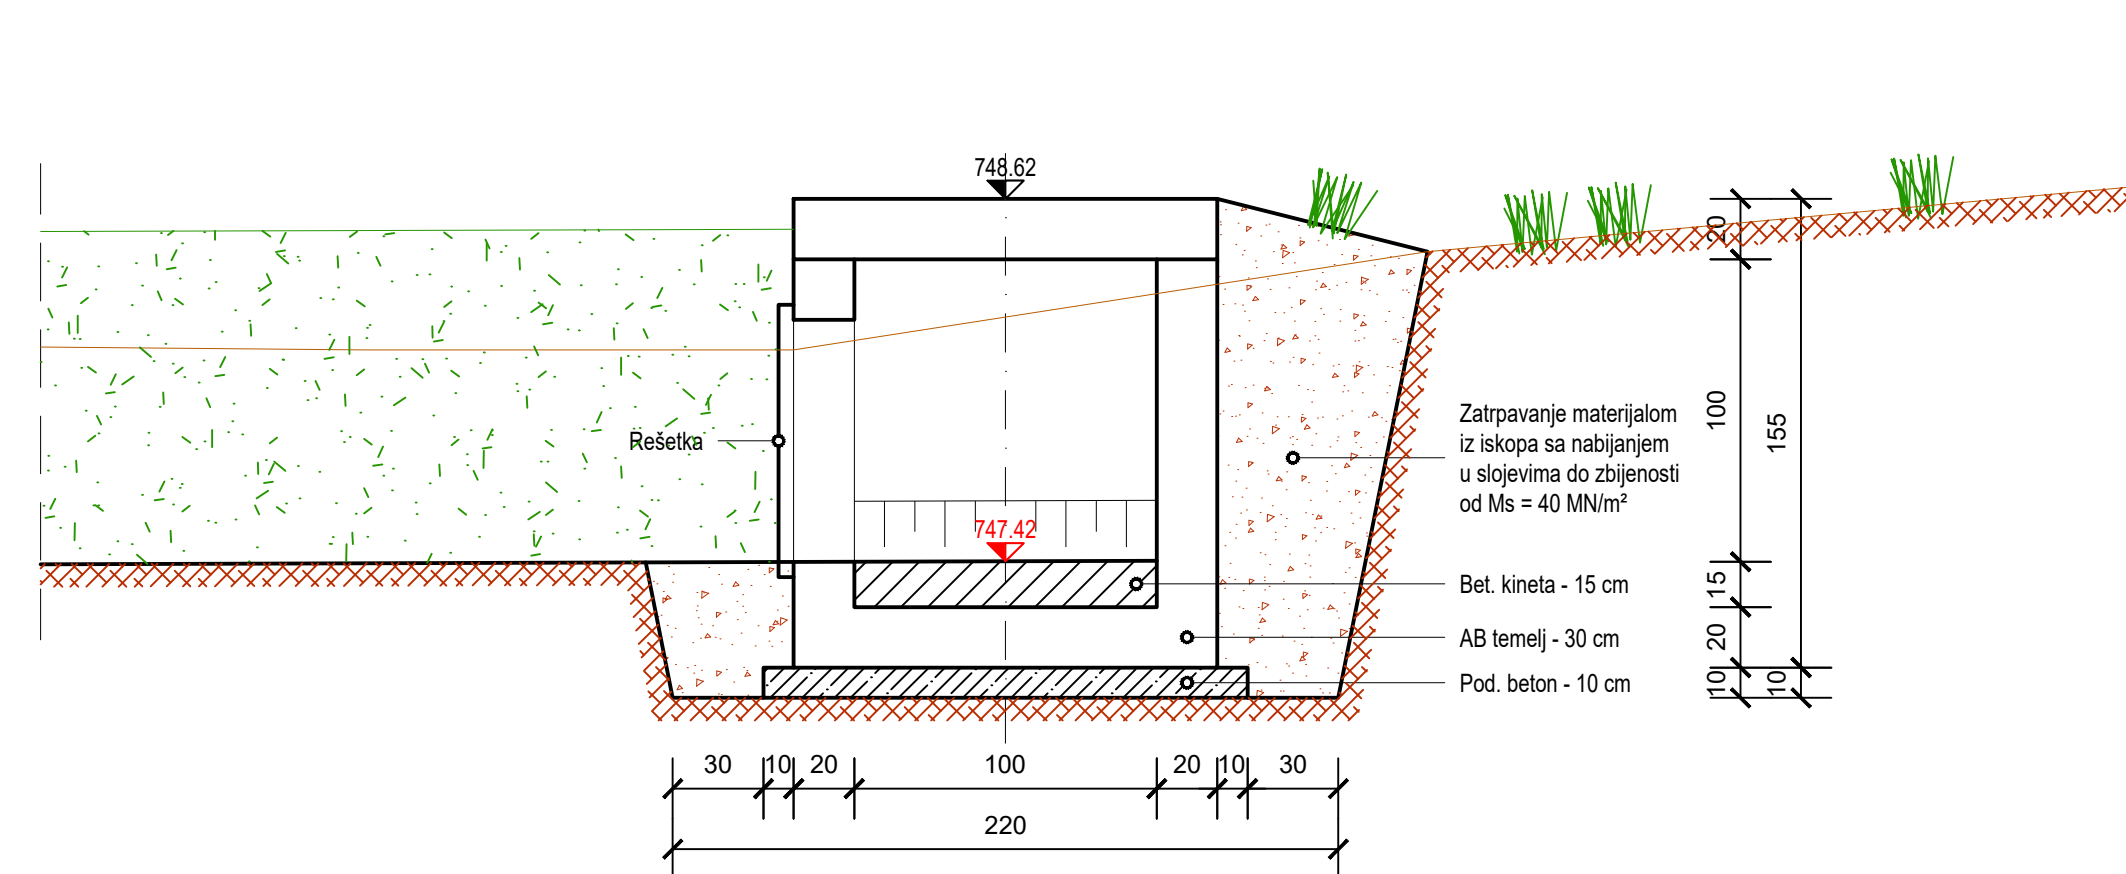 748.62
20
Zatrpavanje materijalom
iz iskopa sa nabijanjem
u slojevima do zbijenosti
od Ms = 40 MN/m²
100
155
Rešetka
747.42
Bet. kineta - 15 cm
15
AB temelj - 30 cm
20
Pod. beton - 10 cm
10
10
30 10 20 100 20 10 30
220